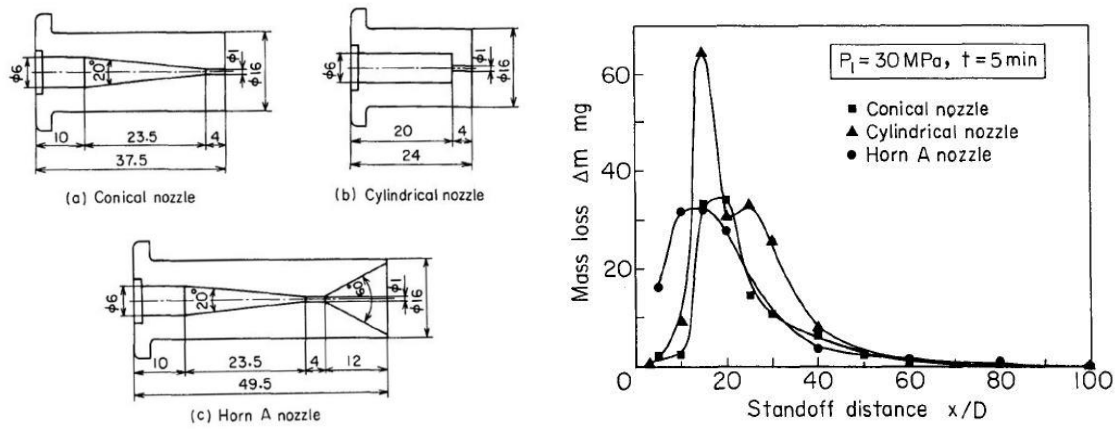 φ6
20°
φ1
φ16
10
23.5
4
37.5
(a) Conical nozzle
φ6
φ1
φ16
20
4
24
(b) Cylindrical nozzle
φ6
20°
60°
φ1
φ16
10
23.5
4
12
49.5
(c) Horn A nozzle
P₁ = 30 MPa, t = 5 min
Conical nozzle
Cylindrical nozzle
Horn A nozzle
Mass loss Δm mg
60
40
20
0
20
40
60
80
100
Standoff distance x/D